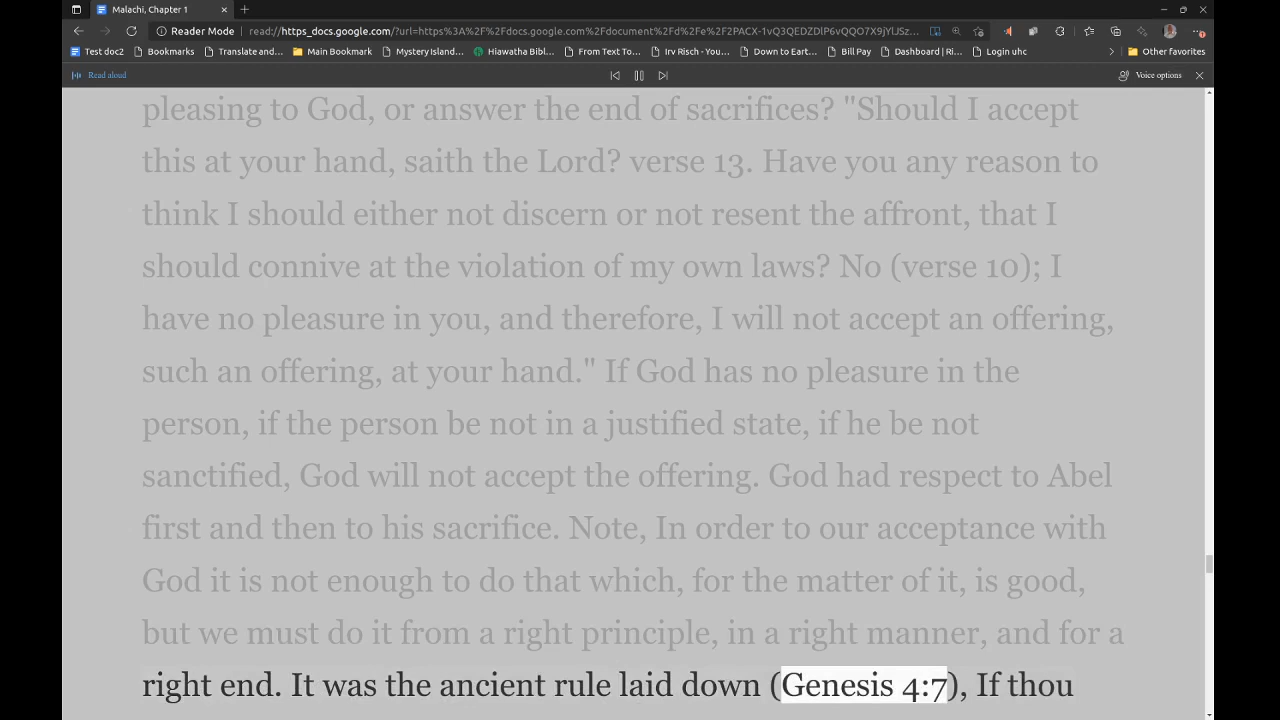 Malachi, Chapter 1
Reader Mode
read://https_docs.google.com/?url=https%3A%2F%2Fdocs.google.com%2Fdocument%2Fd%2Fe%2F2PACX-1vQ3QEDZDlP6vQQO7X9jYlJSz...
Test doc2
Bookmarks
Translate and...
Main Bookmark
Mystery Island...
Hiawatha Bibl...
From Text To...
Irv Risch - You...
Down to Eart...
Bill Pay
Dashboard | Ri...
Login uhc
Other favorites
Read aloud
Voice options
pleasing to God, or answer the end of sacrifices? "Should I accept
this at your hand, saith the Lord? verse 13. Have you any reason to
think I should either not discern or not resent the affront, that I
should connive at the violation of my own laws? No (verse 10); I
have no pleasure in you, and therefore, I will not accept an offering,
such an offering, at your hand." If God has no pleasure in the
person, if the person be not in a justified state, if he be not
sanctified, God will not accept the offering. God had respect to Abel
first and then to his sacrifice. Note, In order to our acceptance with
God it is not enough to do that which, for the matter of it, is good,
but we must do it from a right principle, in a right manner, and for a
right end. It was the ancient rule laid down (Genesis 4:7), If thou